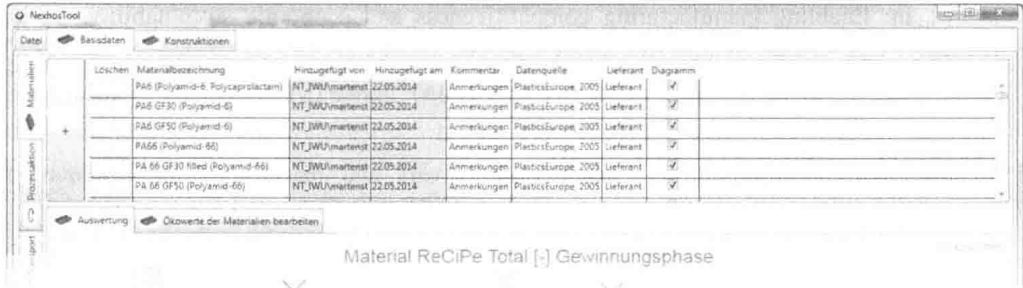 NexhosTool
Datei Basisdaten Konstruktionen
Materialien
Prozessaktion
Löschen Materialbezeichnung Hinzugefügt von Hinzugefügt am Kommentar Datenquelle Lieferant Diagramm
PA6 (Polyamid-6, Polycaprolactam) NT_IWU\martenst 22.05.2014 Anmerkungen PlasticsEurope, 2005 Lieferant
PA6 GF30 (Polyamid-6) NT_IWU\martenst 22.05.2014 Anmerkungen PlasticsEurope, 2005 Lieferant
+ PA6 GF50 (Polyamid-6) NT_IWU\martenst 22.05.2014 Anmerkungen PlasticsEurope, 2005 Lieferant
PA66 (Polyamid-66) NT_IWU\martenst 22.05.2014 Anmerkungen PlasticsEurope, 2005 Lieferant
PA 66 GF30 filled (Polyamid-66) NT_IWU\martenst 22.05.2014 Anmerkungen PlasticsEurope, 2005 Lieferant
PA 66 GF50 (Polyamid-66) NT_IWU\martenst 22.05.2014 Anmerkungen PlasticsEurope, 2005 Lieferant
Auswertung Ökowerte der Materialien bearbeiten
Material ReCiPe Total [-] Gewinnungsphase